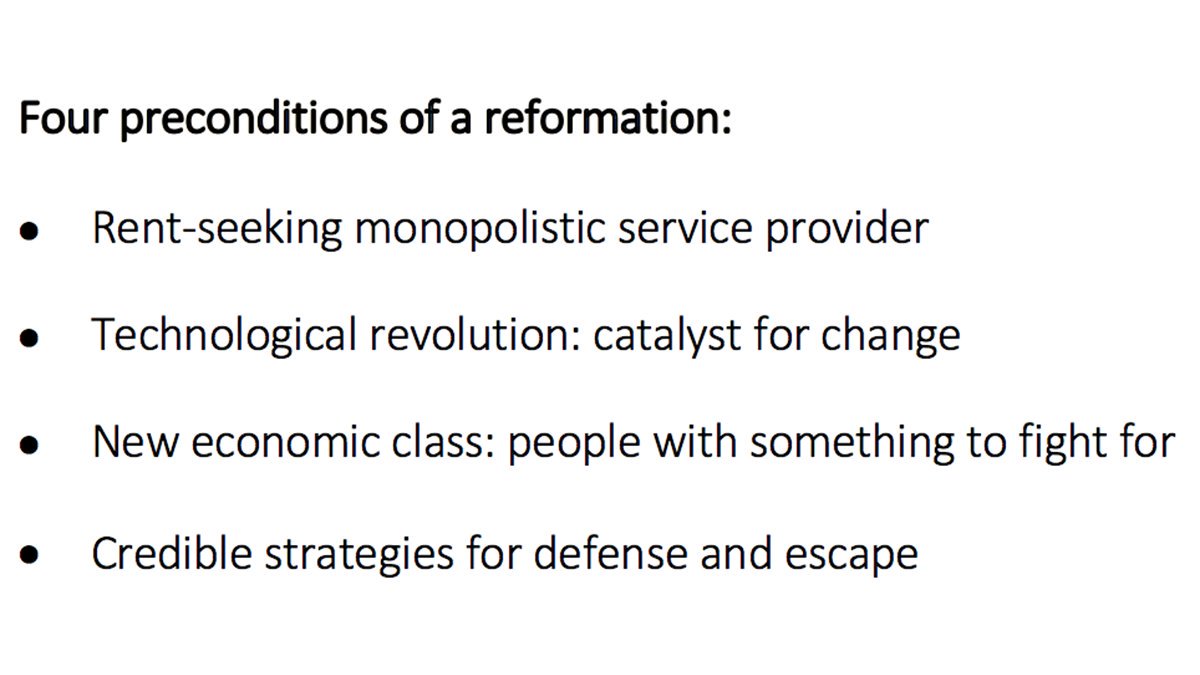 Four preconditions of a reformation:
● Rent-seeking monopolistic service provider
● Technological revolution: catalyst for change
● New economic class: people with something to fight for
● Credible strategies for defense and escape